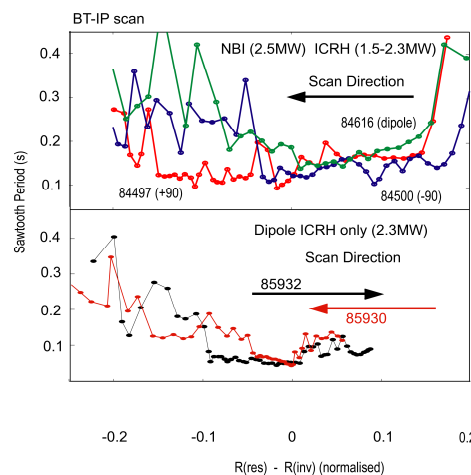 BT-IP scan
NBI (2.5MW) ICRH (1.5-2.3MW)
Scan Direction
84616 (dipole)
84497 (+90)
84500 (-90)
0.4
0.3
0.2
0.1
Sawtooth Period (s)
Dipole ICRH only (2.3MW)
Scan Direction
85932
85930
0.4
0.3
0.2
0.1
-0.2 -0.1 0 0.1 0.2
R(res) - R(inv) (normalised)